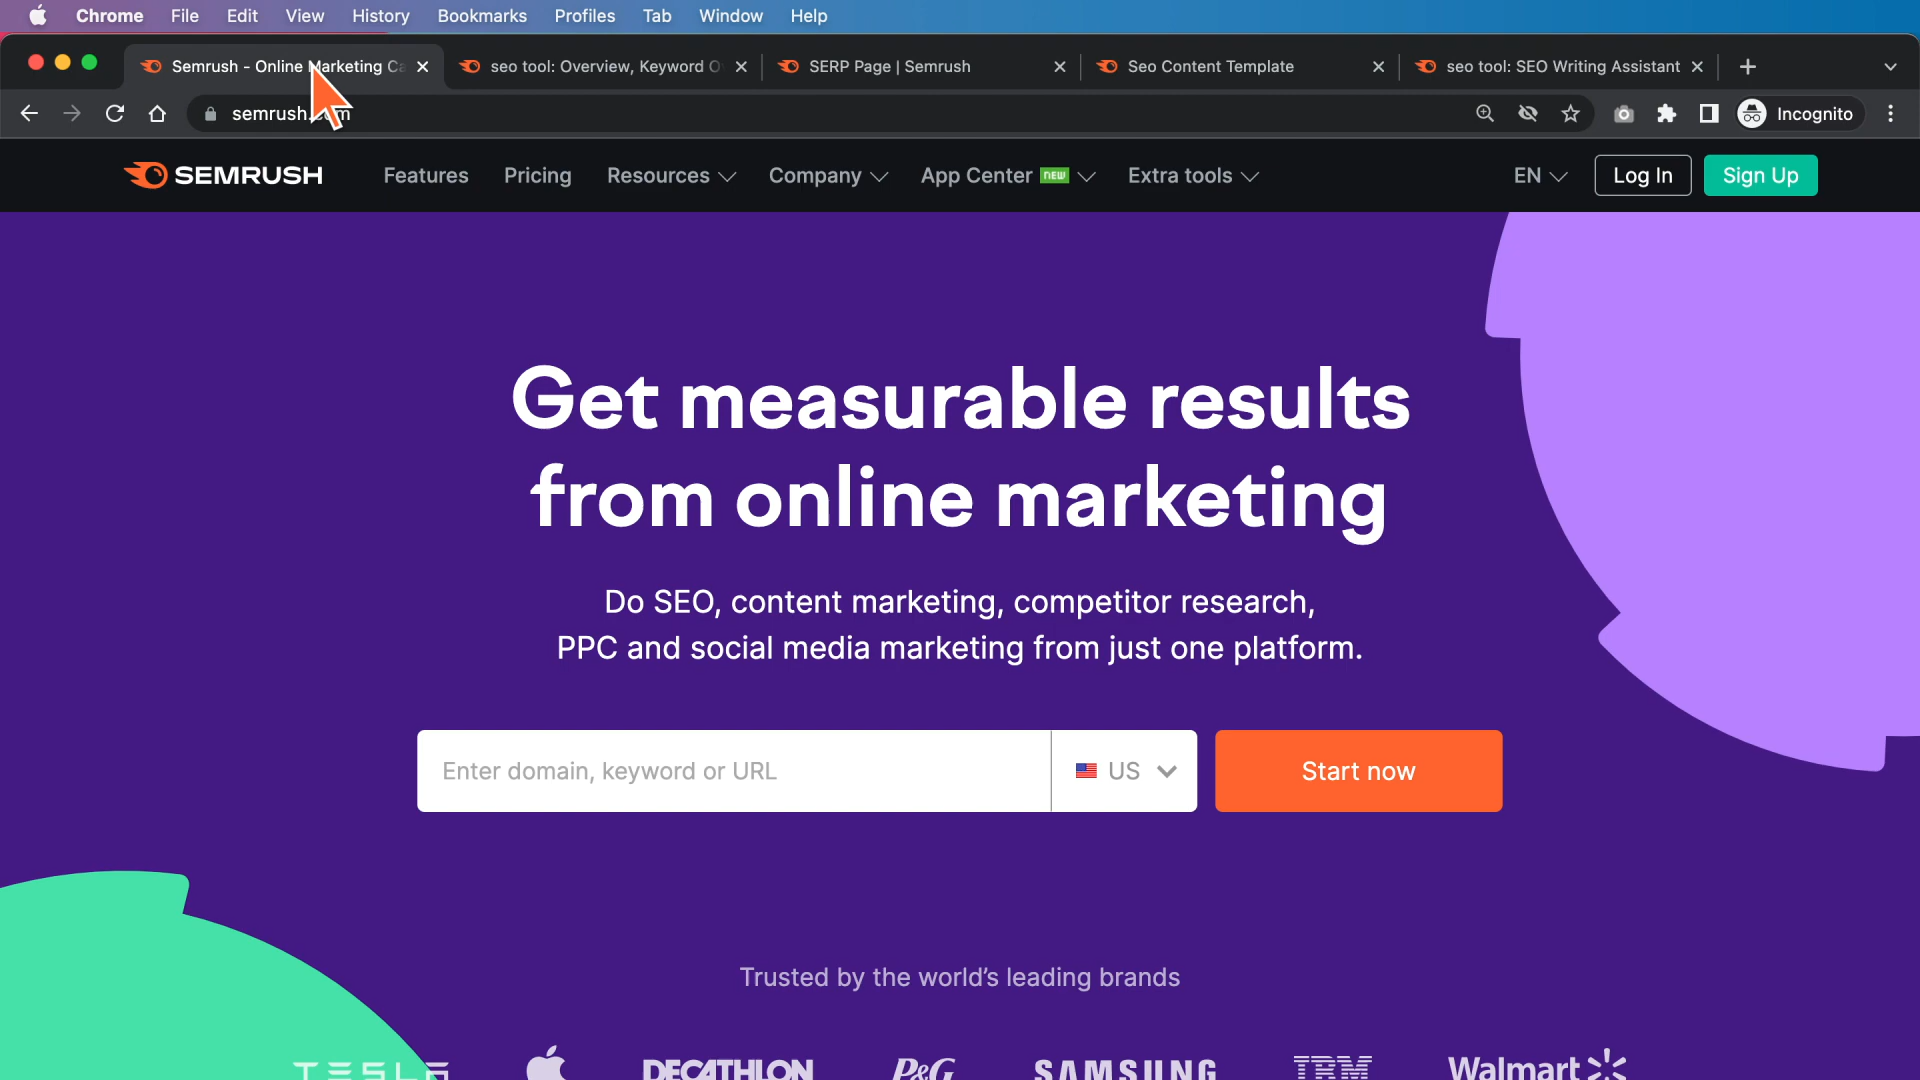 Chrome File Edit View History Bookmarks Profiles Tab Window Help
Semrush - Online Marketing Ca seo tool: Overview, Keyword O SERP Page | Semrush Seo Content Template seo tool: SEO Writing Assistant
semrush.com Incognito
SEMRUSH Features Pricing Resources Company App Center NEW Extra tools EN Log In Sign Up
Get measurable results
from online marketing
Do SEO, content marketing, competitor research,
PPC and social media marketing from just one platform.
Enter domain, keyword or URL US Start now
Trusted by the world's leading brands
TESLA DECATHLON P&G SAMSUNG IBM Walmart